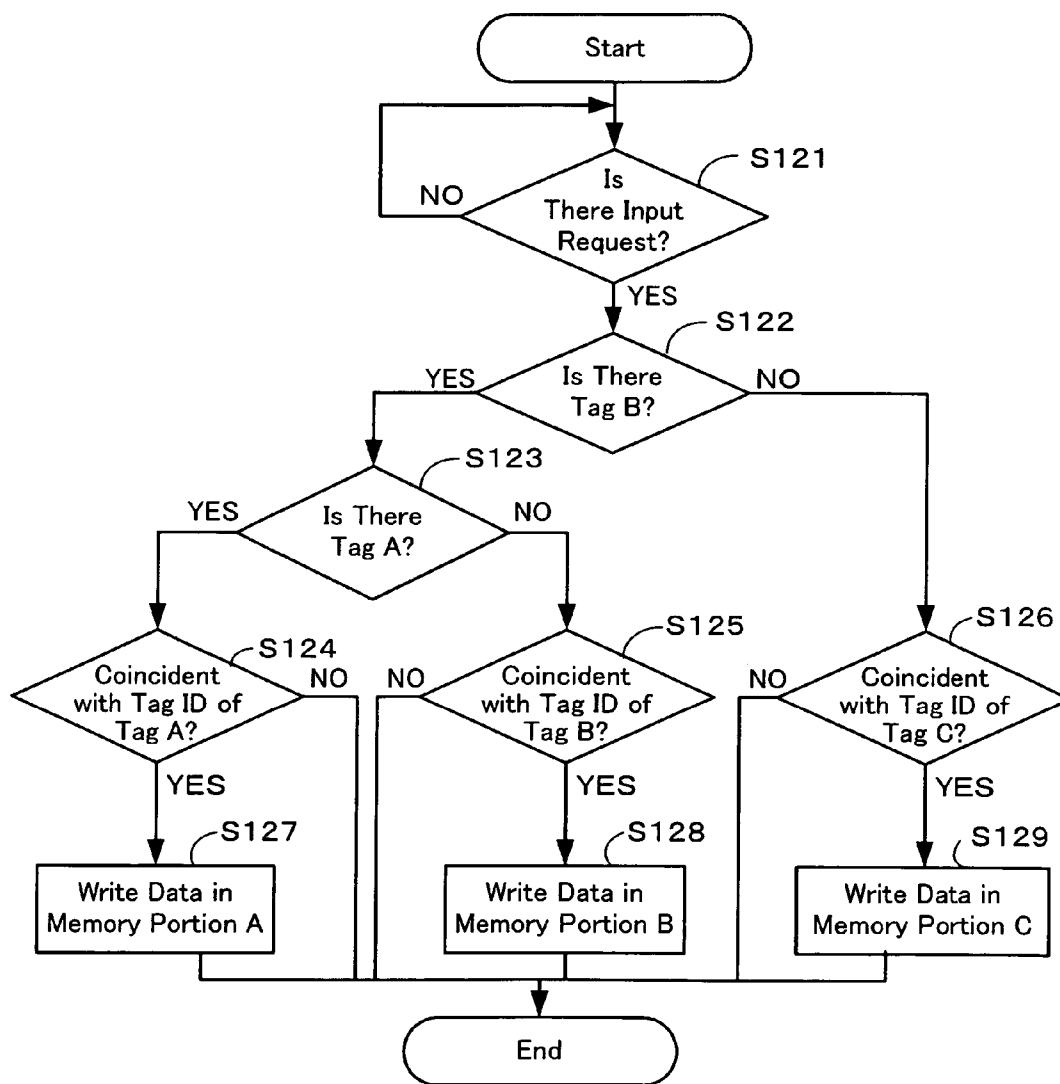 Start
S121
NO
Is
There Input
Request?
YES
S122
YES
Is There
Tag B?
NO
S123
YES
Is There
Tag A?
NO
S124
Coincident
with Tag ID of
Tag A?
NO
YES
S125
NO
Coincident
with Tag ID of
Tag B?
YES
S126
NO
Coincident
with Tag ID of
Tag C?
YES
S127
Write Data in
Memory Portion A
S128
Write Data in
Memory Portion B
S129
Write Data in
Memory Portion C
End